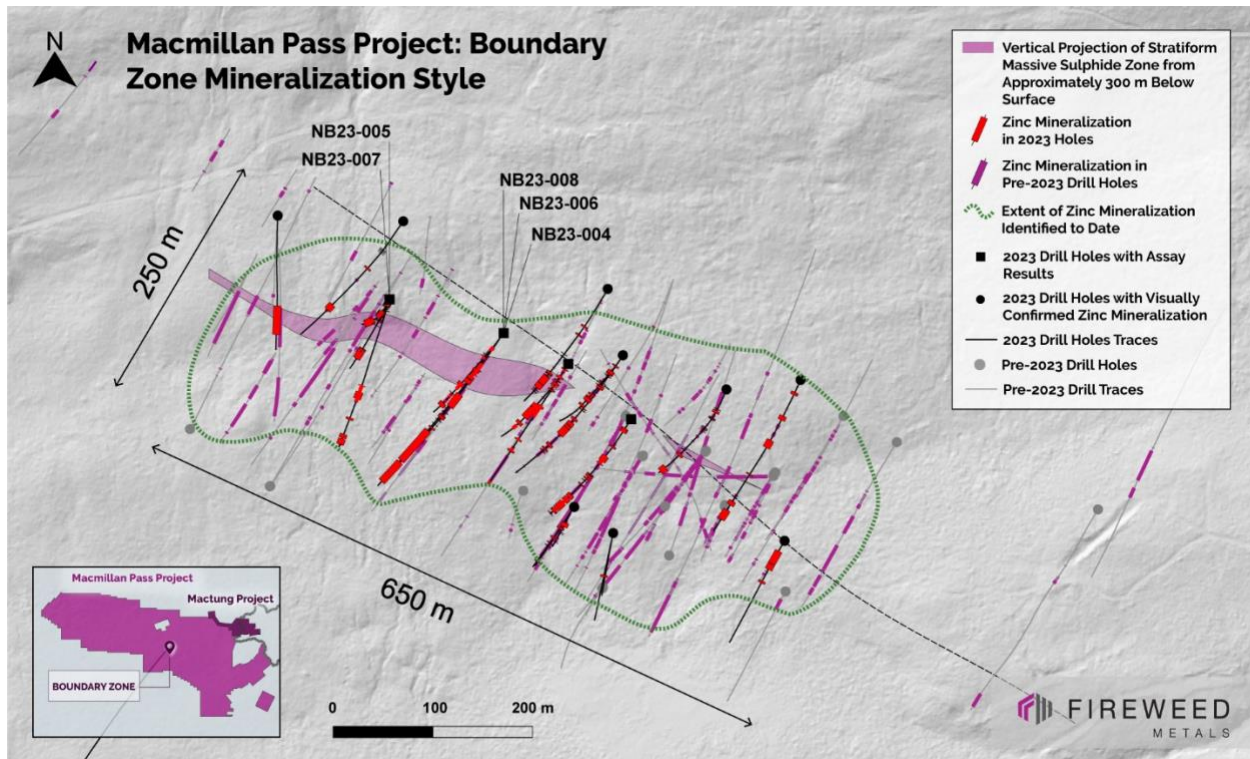 N
Macmillan Pass Project: Boundary
Zone Mineralization Style
NB23-005
NB23-007
NB23-008
NB23-006
NB23-004
250 m
650 m
Vertical Projection of Stratiform
Massive Sulphide Zone from
Approximately 300 m Below
Surface
Zinc Mineralization
in 2023 Holes
Zinc Mineralization in
Pre-2023 Drill Holes
Extent of Zinc Mineralization
Identified to Date
2023 Drill Holes with Assay
Results
2023 Drill Holes with Visually
Confirmed Zinc Mineralization
2023 Drill Holes Traces
Pre-2023 Drill Holes
Pre-2023 Drill Traces
Macmillan Pass Project
Mactung Project
BOUNDARY ZONE
0 100 200 m
FIREWEED
METALS